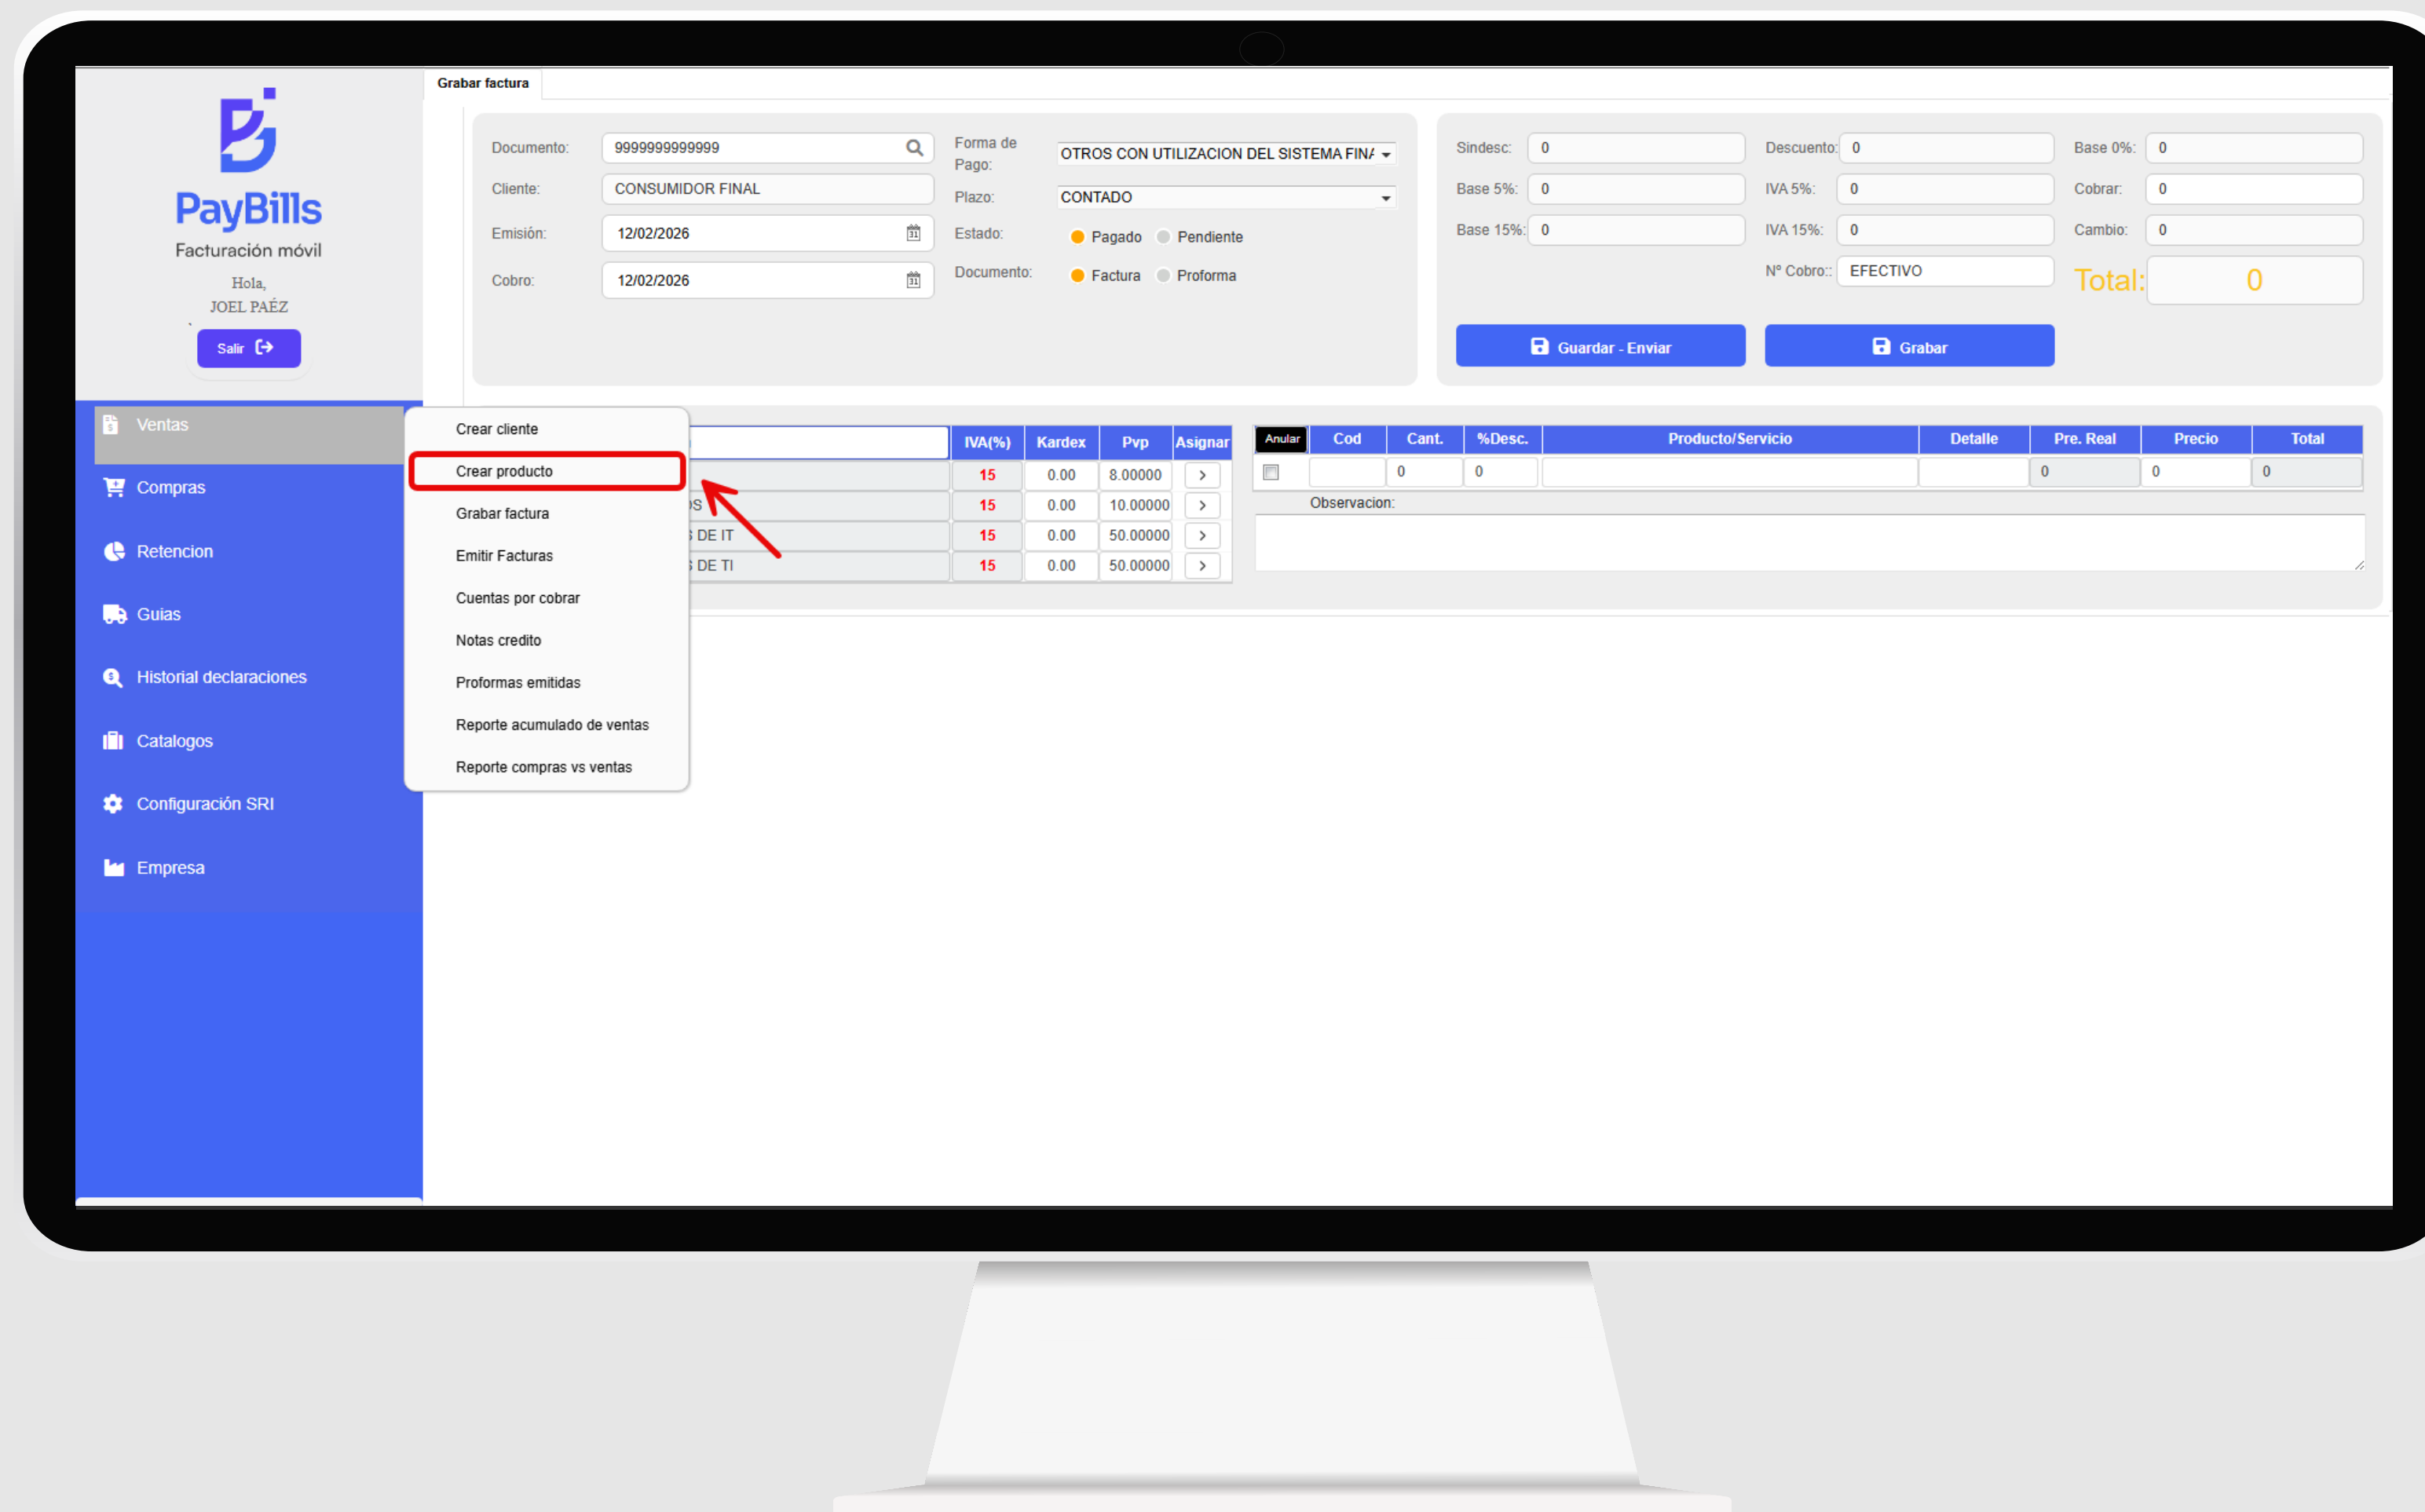 PayBills
Facturación móvil
Hola,
JOEL PAÉZ
Salir
Grabar factura
Documento: 9999999999999
Cliente: CONSUMIDOR FINAL
Emisión: 12/02/2026
Cobro: 12/02/2026
Forma de Pago: OTROS CON UTILIZACION DEL SISTEMA FIN
Plazo: CONTADO
Estado: Pagado Pendiente
Documento: Factura Proforma
Sindesc: 0 Descuento: 0 Base 0%: 0
Base 5%: 0 IVA 5%: 0 Cobrar: 0
Base 15%: 0 IVA 15%: 0 Cambio: 0
Nº Cobro:: EFECTIVO Total: 0
Guardar - Enviar Grabar
Ventas
Compras
Retencion
Guias
Historial declaraciones
Catalogos
Configuración SRI
Empresa
Crear cliente
Crear producto
Grabar factura
Emitir Facturas
Cuentas por cobrar
Notas credito
Proformas emitidas
Reporte acumulado de ventas
Reporte compras vs ventas
IVA(%) Kardex Pvp Asignar
15 0.00 8.00000 >
OS 15 0.00 10.00000 >
S DE IT 15 0.00 50.00000 >
S DE TI 15 0.00 50.00000 >
Anular Cod Cant. %Desc. Producto/Servicio Detalle Pre. Real Precio Total
0 0 0 0 0
Observacion: